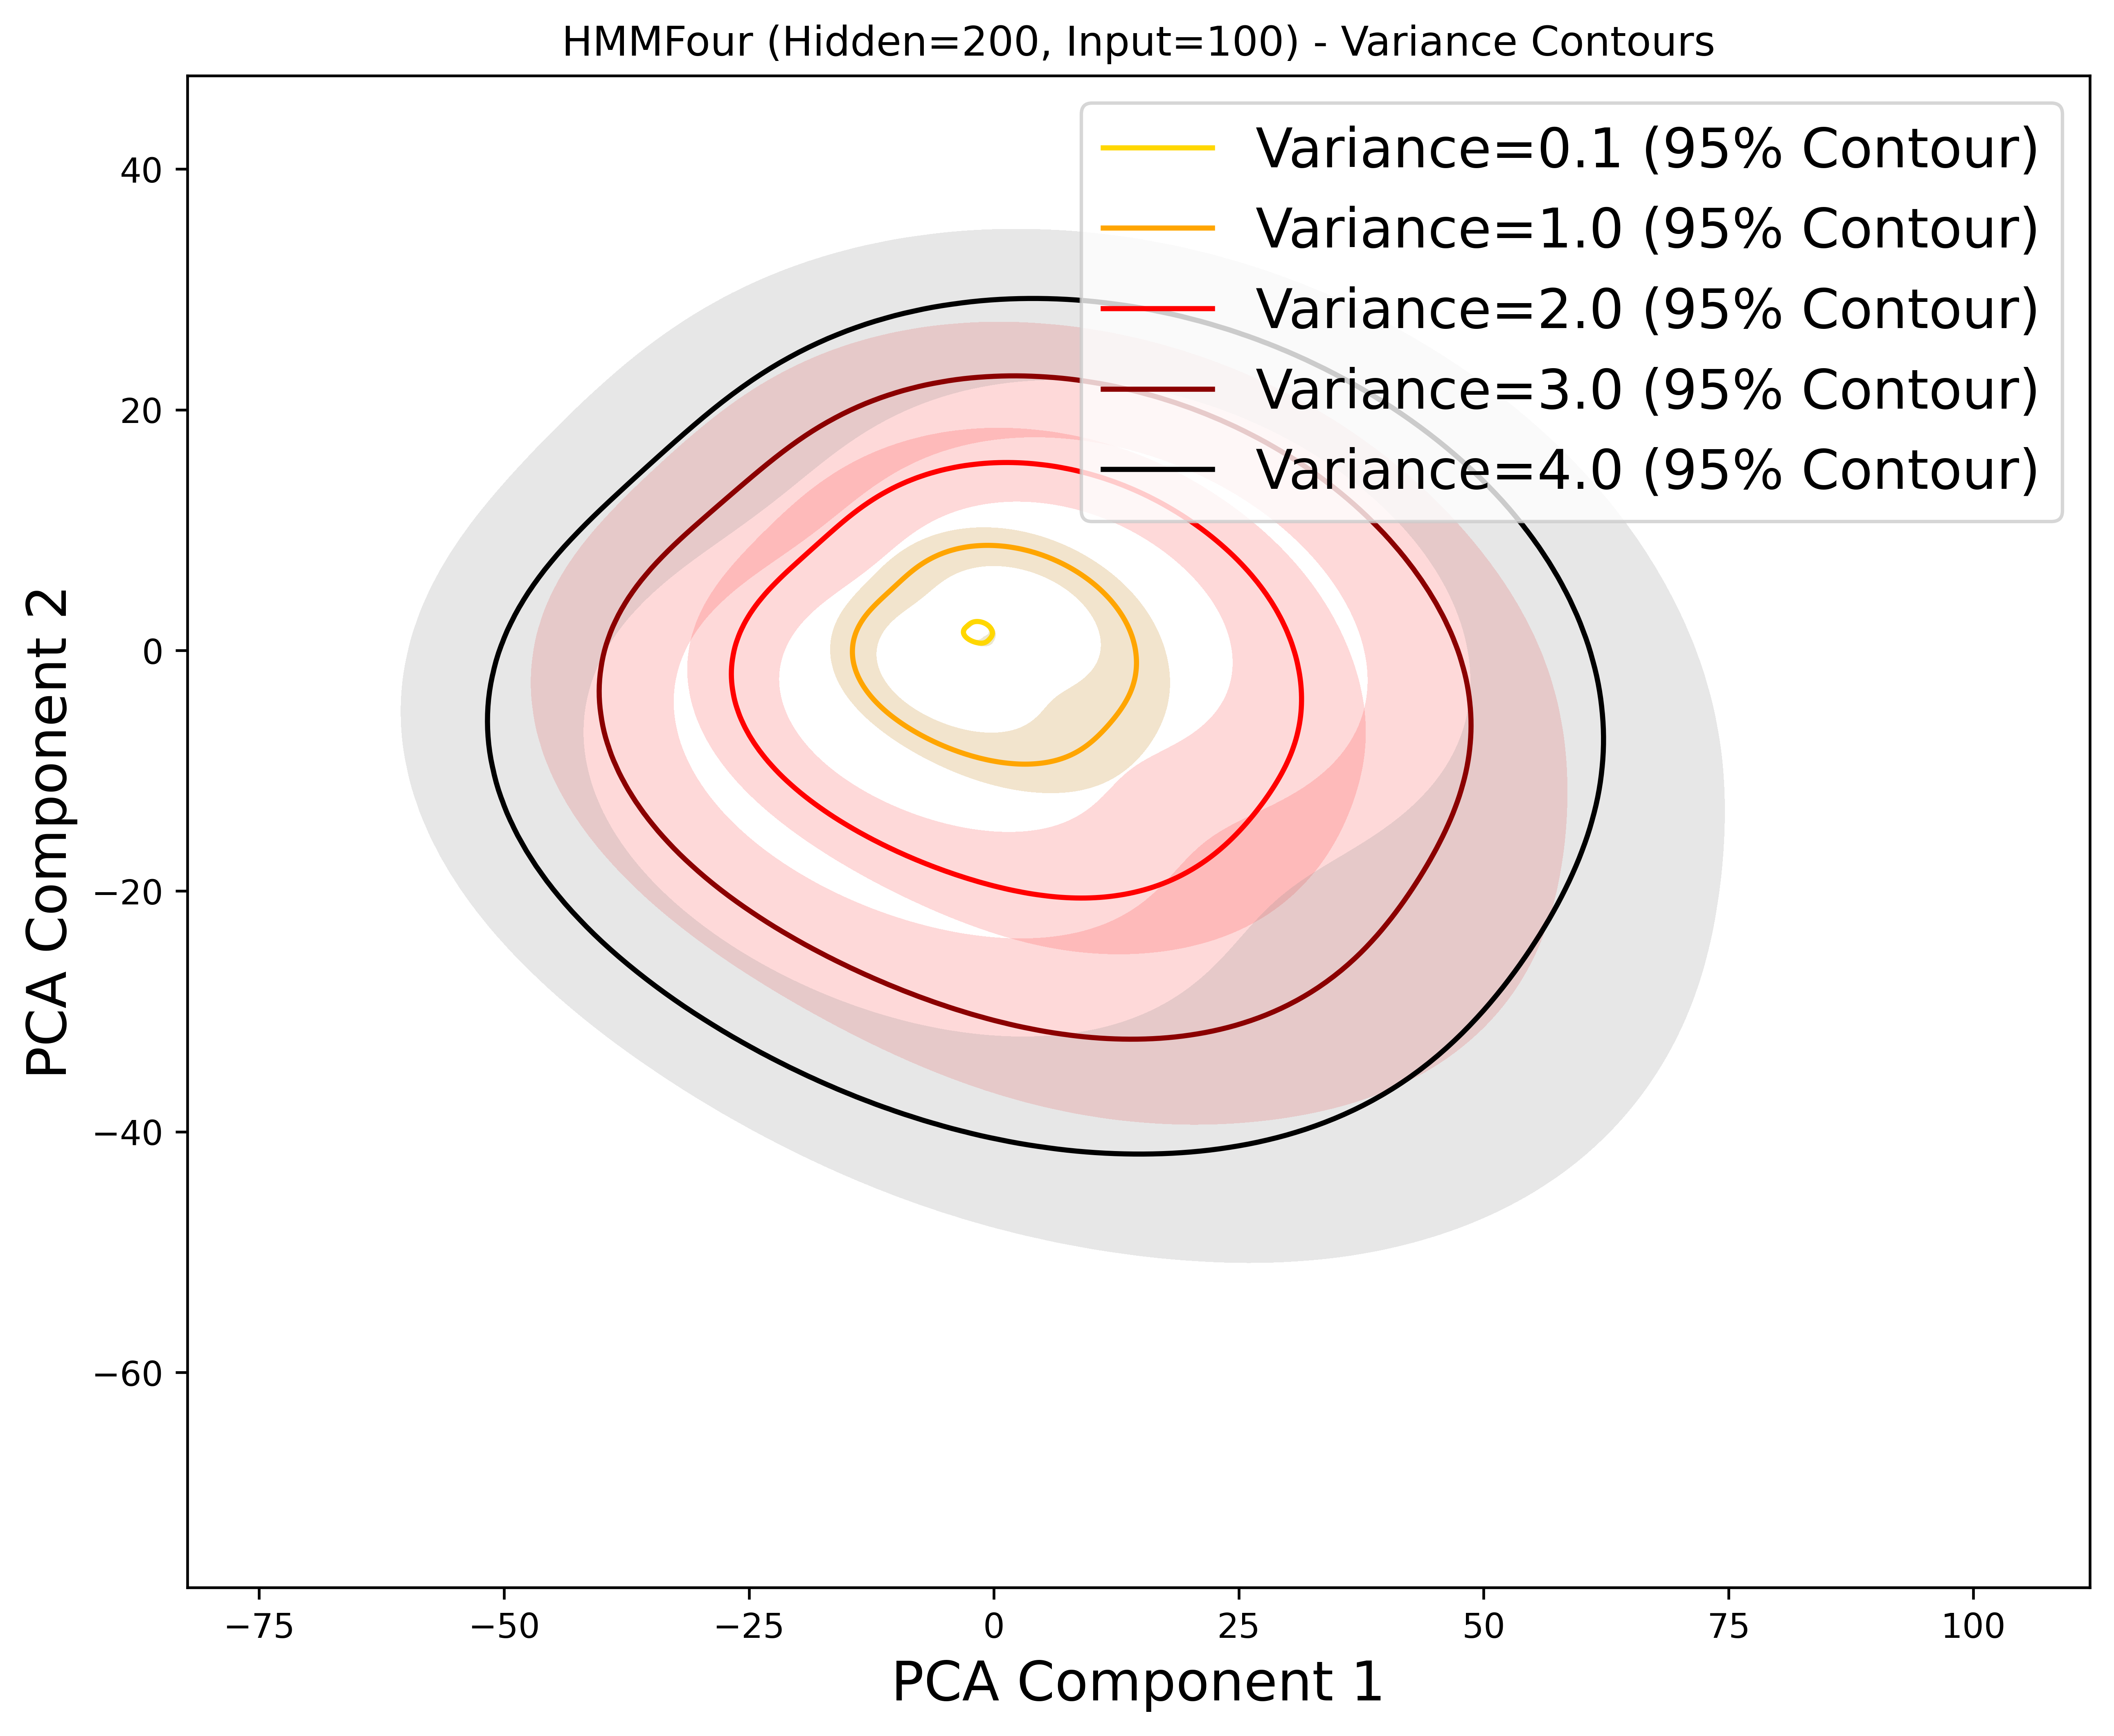 HMMFour (Hidden=200, Input=100) - Variance Contours
Variance=0.1 (95% Contour)
Variance=1.0 (95% Contour)
Variance=2.0 (95% Contour)
Variance=3.0 (95% Contour)
Variance=4.0 (95% Contour)
PCA Component 2
40
20
0
−20
−40
−60
−75
−50
−25
0
25
50
75
100
PCA Component 1